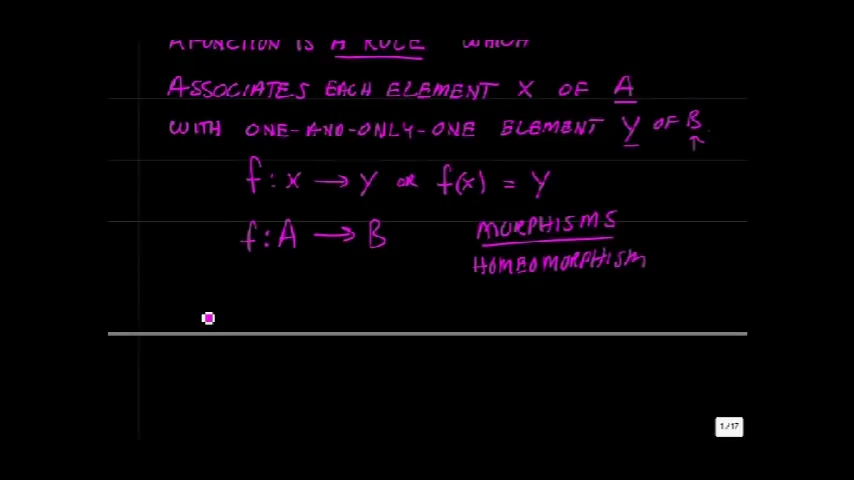 A FUNCTION IS A RULE WHICH
ASSOCIATES EACH ELEMENT X OF A
WITH ONE-AND-ONLY-ONE ELEMENT Y OF B
f: x → y or f(x) = y
f: A → B
MORPHISMS
HOMEOMORPHISM
1/17